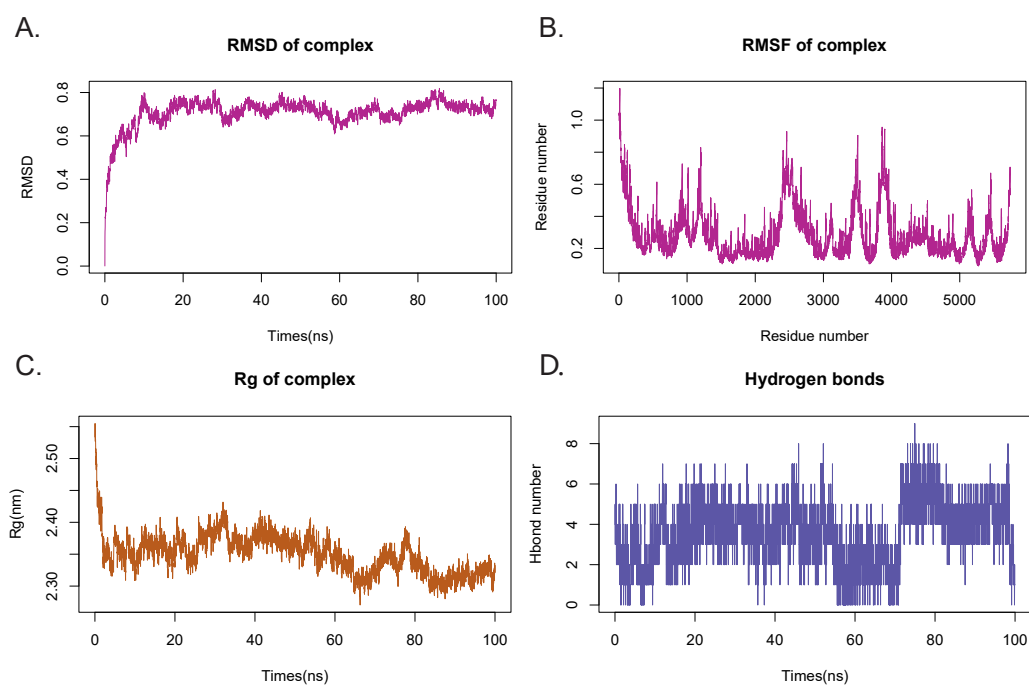 A.
RMSD of complex
RMSD
0.0
0.2
0.4
0.6
0.8
0
20
40
60
80
100
Times(ns)
B.
RMSF of complex
Residue number
0.2
0.6
1.0
0
1000
2000
3000
4000
5000
Residue number
C.
Rg of complex
Rg(nm)
2.30
2.40
2.50
0
20
40
60
80
100
Times(ns)
D.
Hydrogen bonds
Hbond number
0
2
4
6
8
0
20
40
60
80
100
Times(ns)